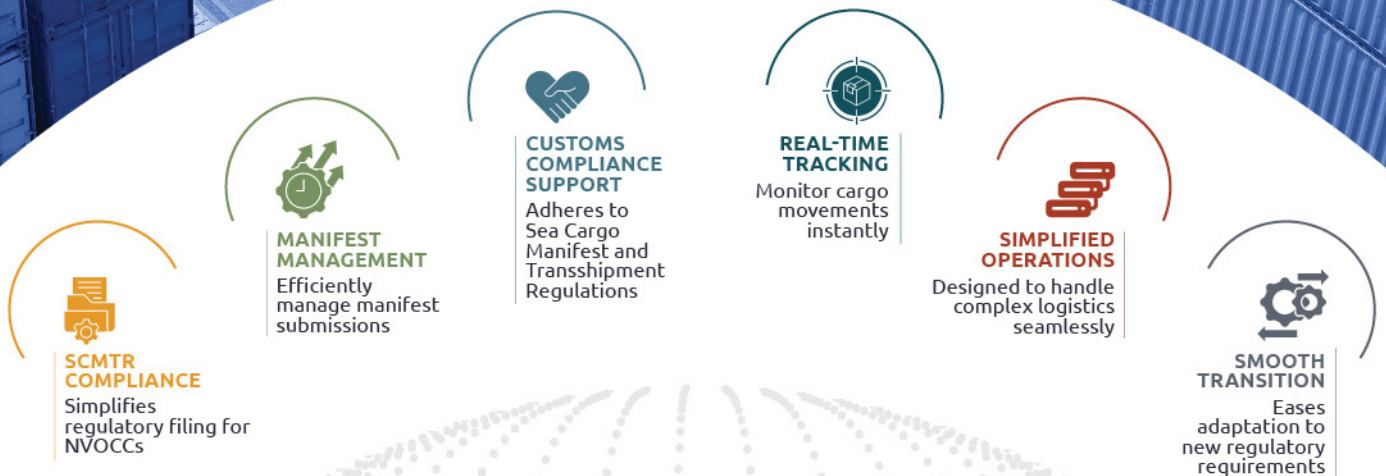 SCMTR
COMPLIANCE
Simplifies
regulatory filing for
NVOCCs
MANIFEST
MANAGEMENT
Efficiently
manage manifest
submissions
CUSTOMS
COMPLIANCE
SUPPORT
Adheres to
Sea Cargo
Manifest and
Transshipment
Regulations
REAL-TIME
TRACKING
Monitor cargo
movements
instantly
SIMPLIFIED
OPERATIONS
Designed to handle
complex logistics
seamlessly
SMOOTH
TRANSITION
Eases
adaptation to
new regulatory
requirements